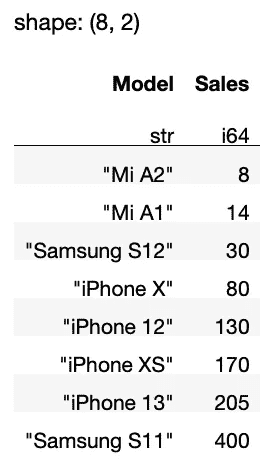 shape: (8, 2)
Model Sales
str i64
"Mi A2" 8
"Mi A1" 14
"Samsung S12" 30
"iPhone X" 80
"iPhone 12" 130
"iPhone XS" 170
"iPhone 13" 205
"Samsung S11" 400